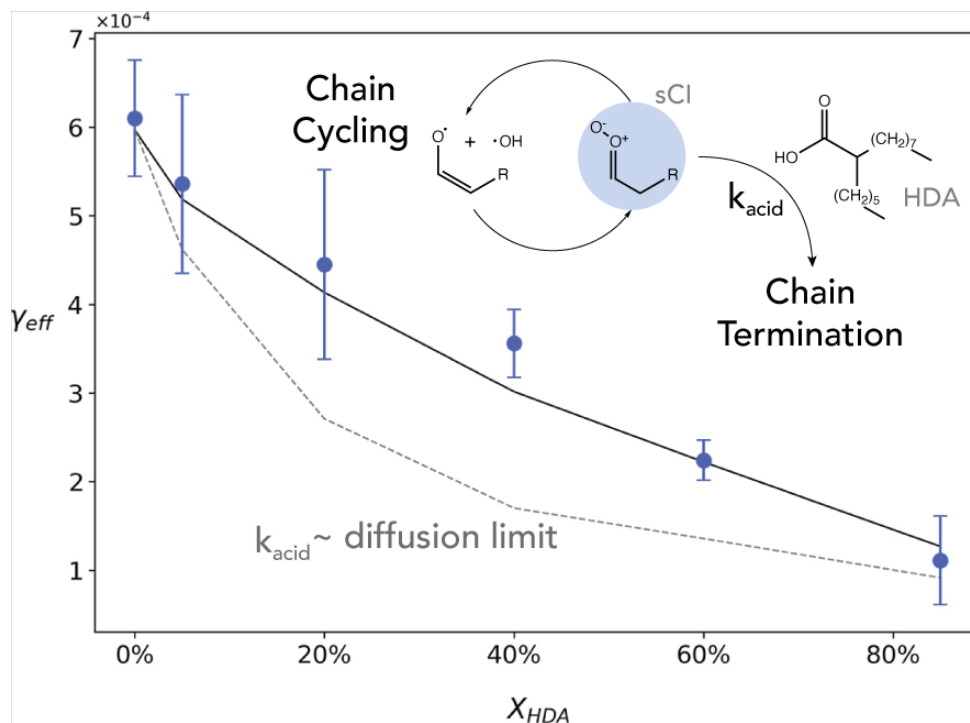 ×10⁻⁴
7
6
5
4
3
2
1
γeff
0%
20%
40%
60%
80%
XHDA
Chain
Cycling
O·
+
·OH
R
sCI
O⁻
O⁺
R
kacid
O
HO
(CH₂)₇
(CH₂)₅
HDA
Chain
Termination
kacid~ diffusion limit